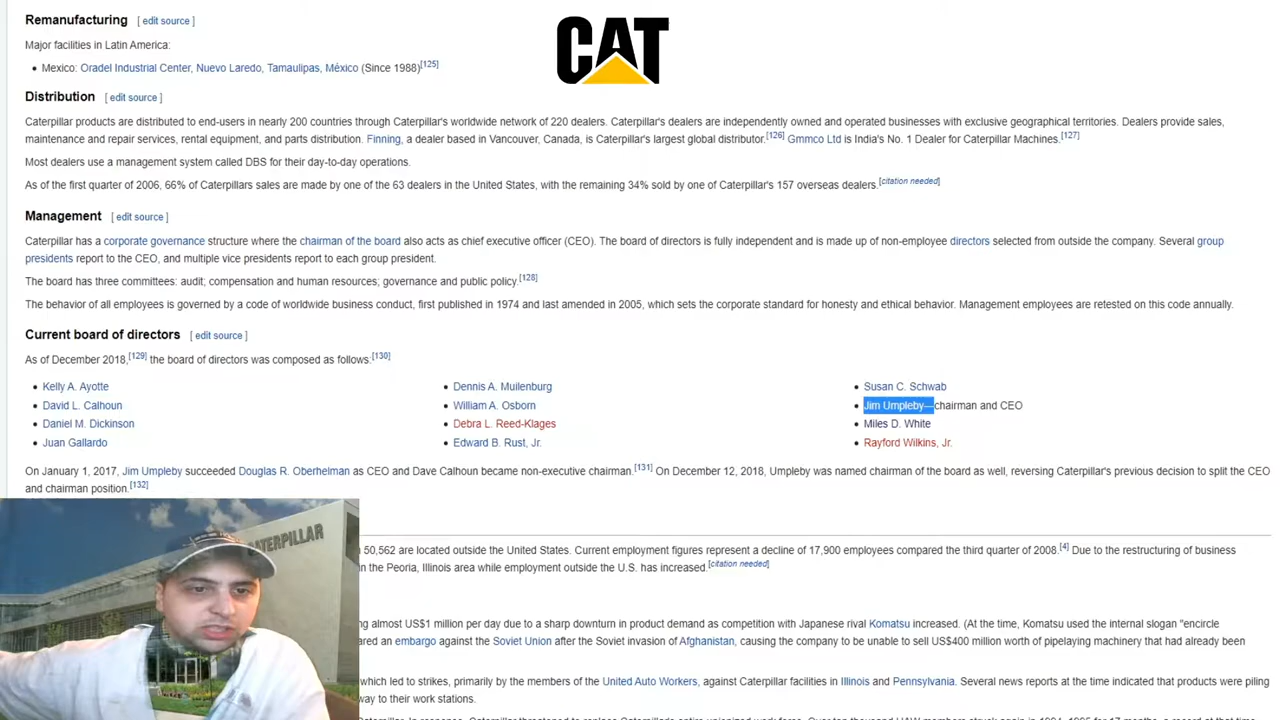 Remanufacturing [ edit source ]
CAT
Major facilities in Latin America:
Mexico: Oradel Industrial Center, Nuevo Laredo, Tamaulipas, México (Since 1988)[125]
Distribution [ edit source ]
Caterpillar products are distributed to end-users in nearly 200 countries through Caterpillar's worldwide network of 220 dealers. Caterpillar's dealers are independently owned and operated businesses with exclusive geographical territories. Dealers provide sales,
maintenance and repair services, rental equipment, and parts distribution. Finning, a dealer based in Vancouver, Canada, is Caterpillar's largest global distributor.[126] Gmmco Ltd is India's No. 1 Dealer for Caterpillar Machines.[127]
Most dealers use a management system called DBS for their day-to-day operations.
As of the first quarter of 2006, 66% of Caterpillars sales are made by one of the 63 dealers in the United States, with the remaining 34% sold by one of Caterpillar's 157 overseas dealers.[citation needed]
Management [ edit source ]
Caterpillar has a corporate governance structure where the chairman of the board also acts as chief executive officer (CEO). The board of directors is fully independent and is made up of non-employee directors selected from outside the company. Several group
presidents report to the CEO, and multiple vice presidents report to each group president.
The board has three committees: audit; compensation and human resources; governance and public policy.[128]
The behavior of all employees is governed by a code of worldwide business conduct, first published in 1974 and last amended in 2005, which sets the corporate standard for honesty and ethical behavior. Management employees are retested on this code annually.
Current board of directors [ edit source ]
As of December 2018,[129] the board of directors was composed as follows:[130]
Kelly A. Ayotte
David L. Calhoun
Daniel M. Dickinson
Juan Gallardo
Dennis A. Muilenburg
William A. Osborn
Debra L. Reed-Klages
Edward B. Rust, Jr.
Susan C. Schwab
Jim Umpleby—chairman and CEO
Miles D. White
Rayford Wilkins, Jr.
On January 1, 2017, Jim Umpleby succeeded Douglas R. Oberhelman as CEO and Dave Calhoun became non-executive chairman.[131] On December 12, 2018, Umpleby was named chairman of the board as well, reversing Caterpillar's previous decision to split the CEO
and chairman position.[132]
CATERPILLAR
50,562 are located outside the United States. Current employment figures represent a decline of 17,900 employees compared the third quarter of 2008.[4] Due to the restructuring of business
in the Peoria, Illinois area while employment outside the U.S. has increased.[citation needed]
almost US$1 million per day due to a sharp downturn in product demand as competition with Japanese rival Komatsu increased. (At the time, Komatsu used the internal slogan "encircle
an embargo against the Soviet Union after the Soviet invasion of Afghanistan, causing the company to be unable to sell US$400 million worth of pipelaying machinery that had already been
which led to strikes, primarily by the members of the United Auto Workers, against Caterpillar facilities in Illinois and Pennsylvania. Several news reports at the time indicated that products were piling
way to their work stations.